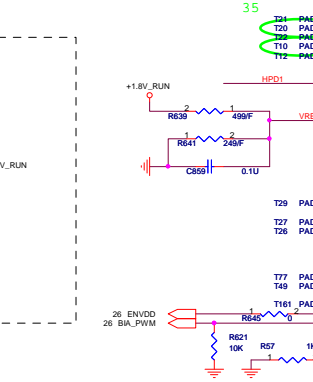 35
T21 PAD
T20 PAD
T22 PAD
T10 PAD
T12 PAD
HPD1
+1.8V_RUN
2 1
R639 499/F
VRE
1 2
R641 249/F
V_RUN
C859 0.1U
T29 PAD
T27 PAD
T26 PAD
T77 PAD
T49 PAD
T161 PAD
26 ENVDD
1 2
R645 0
26 BIA_PWM
R621
10K
R57 1K
1